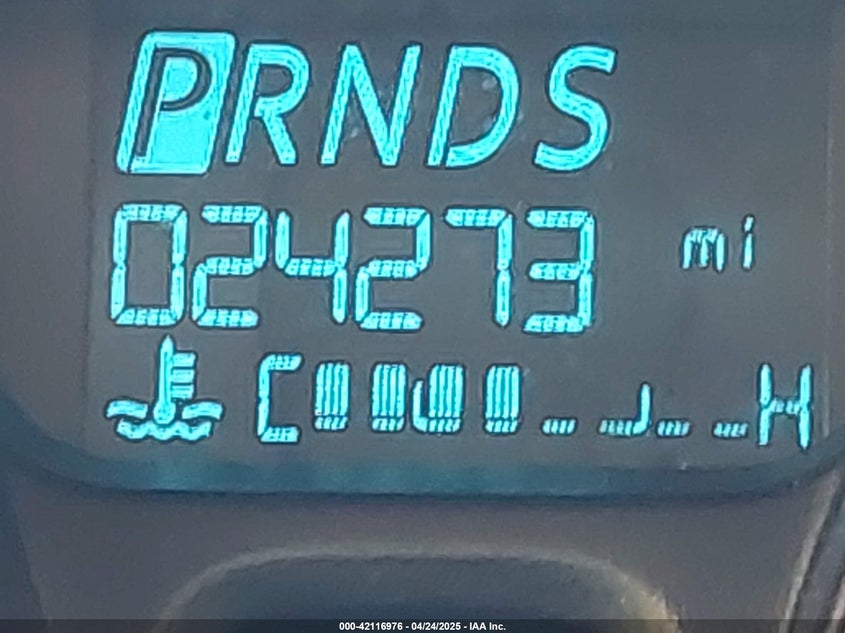 PRNDS
024273 mi
C H
000-42116976 - 04/24/2025 - IAA Inc.